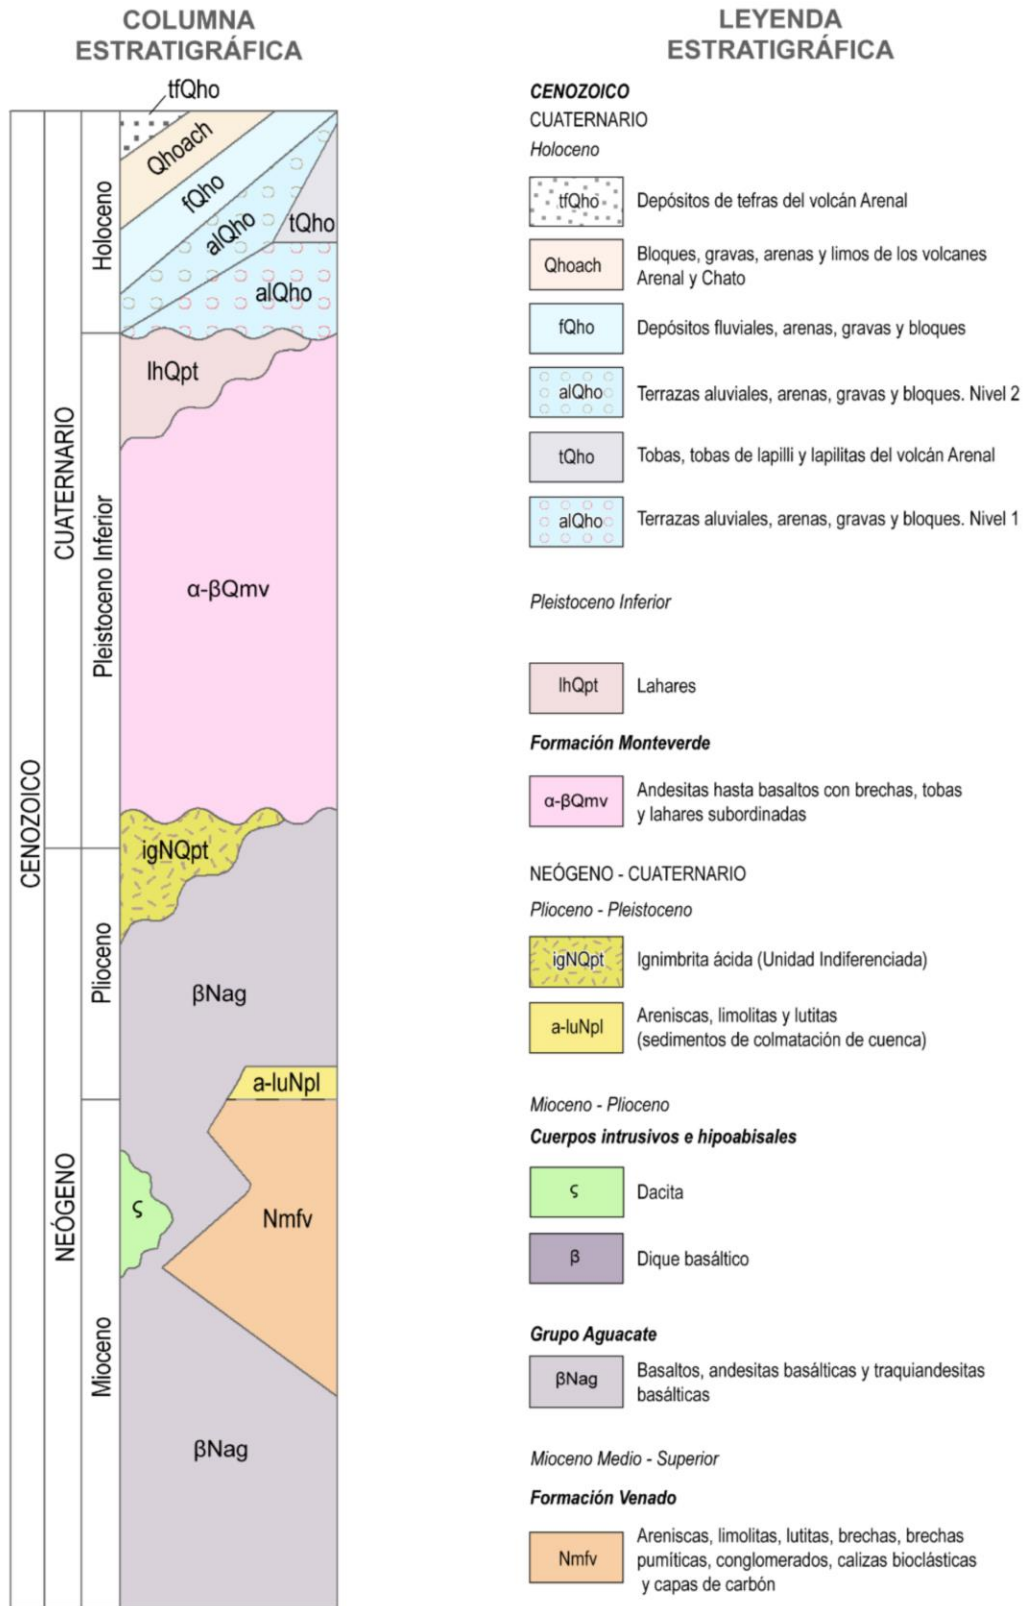 COLUMNA
ESTRATIGRÁFICA
tfQho
Qhoach
fQho
alQho
tQho
alQho
lhQpt
α-βQmv
igNQpt
βNag
a-luNpl
ς
Nmfv
βNag
CENOZOICO
CUATERNARIO
NEÓGENO
Holoceno
Pleistoceno Inferior
Plioceno
Mioceno
LEYENDA
ESTRATIGRÁFICA
CENOZOICO
CUATERNARIO
Holoceno
tfQho Depósitos de tefras del volcán Arenal
Qhoach Bloques, gravas, arenas y limos de los volcanes
Arenal y Chato
fQho Depósitos fluviales, arenas, gravas y bloques
alQho Terrazas aluviales, arenas, gravas y bloques. Nivel 2
tQho Tobas, tobas de lapilli y lapilitas del volcán Arenal
alQho Terrazas aluviales, arenas, gravas y bloques. Nivel 1
Pleistoceno Inferior
lhQpt Lahares
Formación Monteverde
α-βQmv Andesitas hasta basaltos con brechas, tobas
y lahares subordinadas
NEÓGENO - CUATERNARIO
Plioceno - Pleistoceno
igNQpt Ignimbrita ácida (Unidad Indiferenciada)
a-luNpl Areniscas, limolitas y lutitas
(sedimentos de colmatación de cuenca)
Mioceno - Plioceno
Cuerpos intrusivos e hipoabisales
ς Dacita
β Dique basáltico
Grupo Aguacate
βNag Basaltos, andesitas basálticas y traquiandesitas
basálticas
Mioceno Medio - Superior
Formación Venado
Nmfv Areniscas, limolitas, lutitas, brechas, brechas
pumíticas, conglomerados, calizas bioclásticas
y capas de carbón